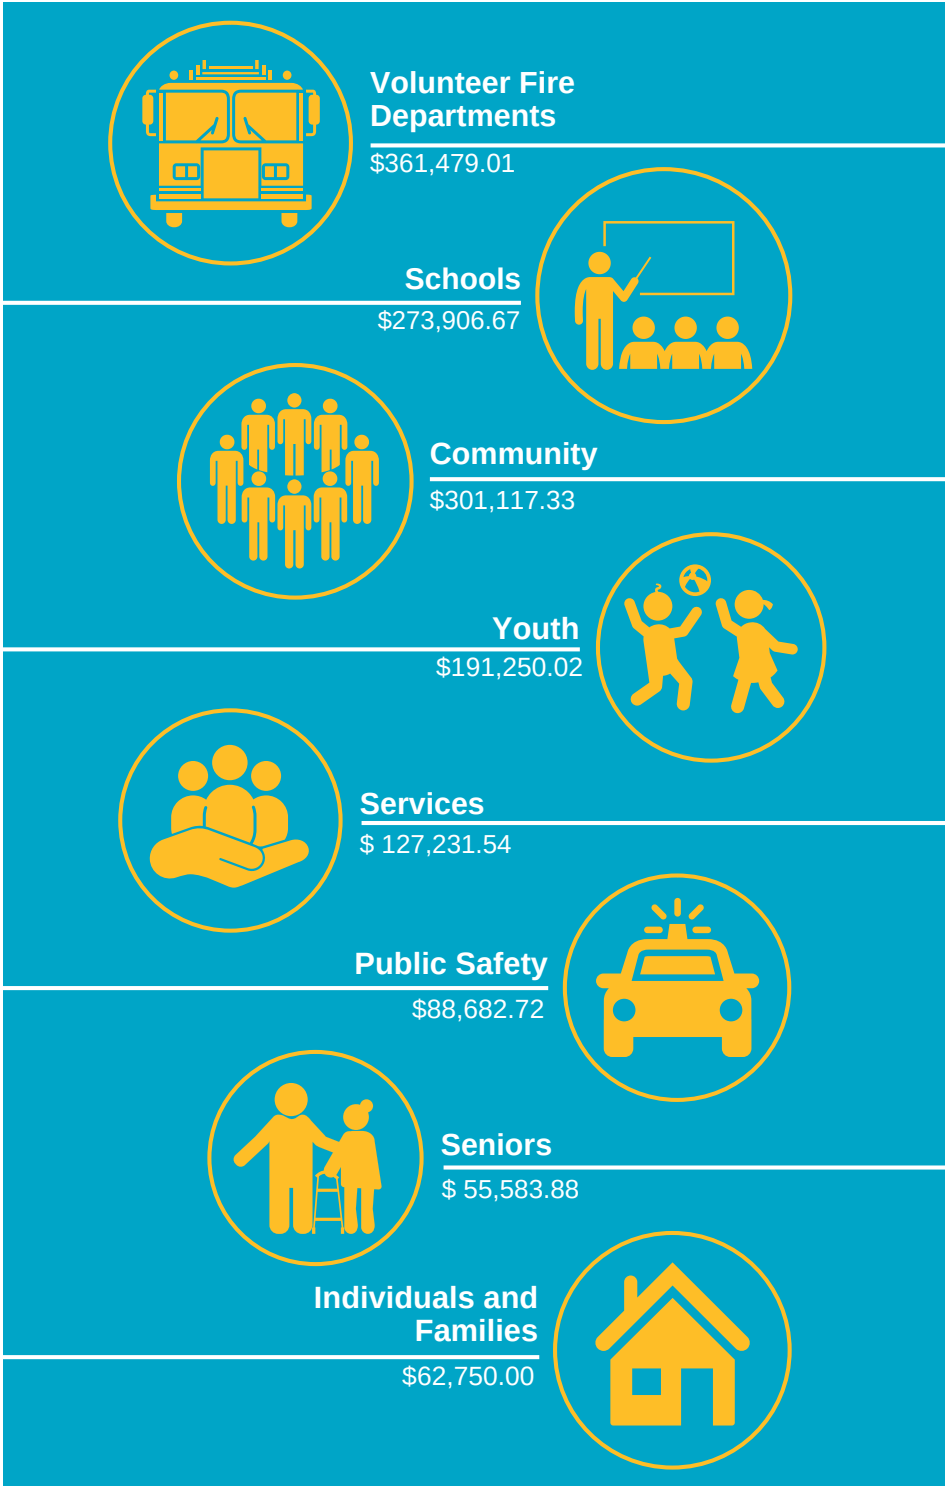 Volunteer Fire
Departments
$361,479.01
Schools
$273,906.67
Community
$301,117.33
Youth
$191,250.02
Services
$ 127,231.54
Public Safety
$88,682.72
Seniors
$ 55,583.88
Individuals and
Families
$62,750.00